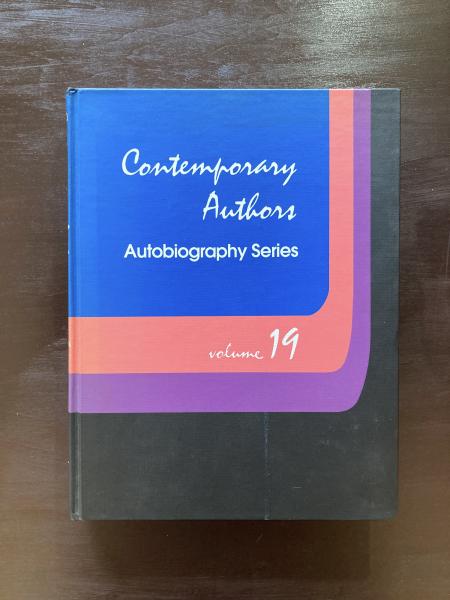 Contemporary
Authors
Autobiography Series
volume 19